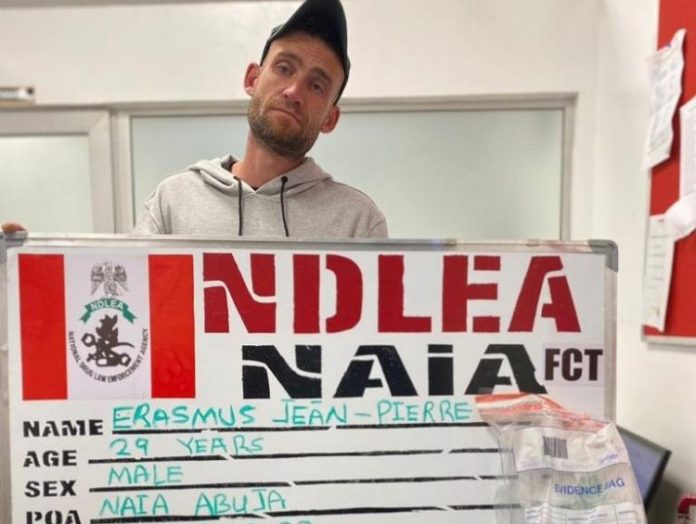 NDLEA
NAIA FCT
NDLEA
NATIONAL DRUG LAW ENFORCEMENT AGENCY
NAME ERASMUS JEAN-PIERRE
AGE 29 YEARS
SEX MALE
POA NAIA ABUJA
EVIDENCE BAG